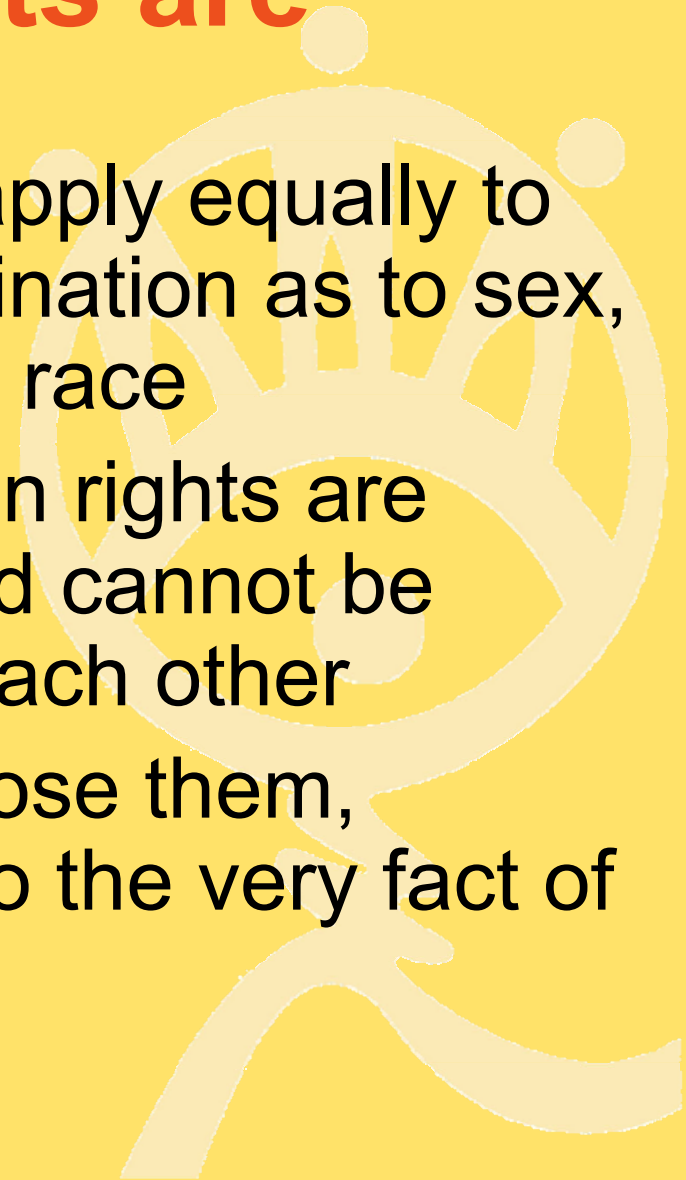 ts are
apply equally to
ination as to sex,
race
n rights are
d cannot be
ach other
ose them,
o the very fact of